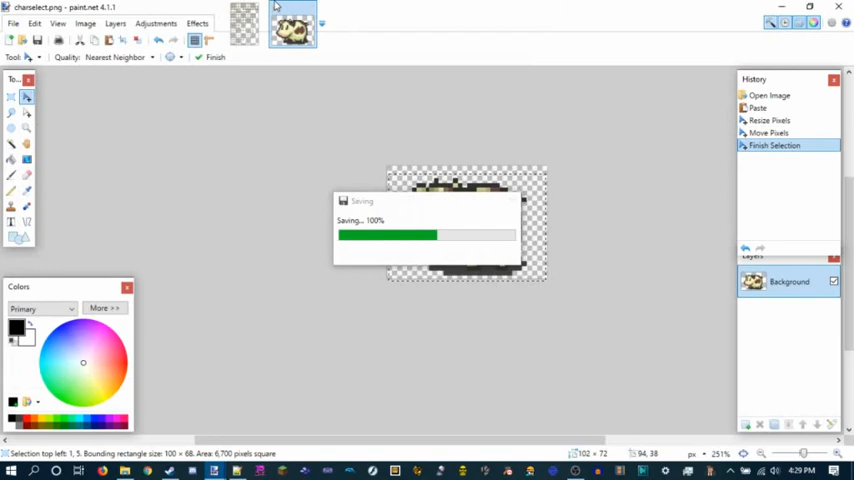 charselect.png - paint.net 4.1.1
File Edit View Image Layers Adjustments Effects
Tool: Quality: Nearest Neighbor Finish
To...
History
Open Image
Paste
Resize Pixels
Move Pixels
Finish Selection
Saving
Saving... 100%
Layers
Background
Colors
Primary More >>
Selection top left: 1, 5. Bounding rectangle size: 100 × 68. Area: 6,700 pixels square
102 × 72
94, 38
px
251%
4:29 PM